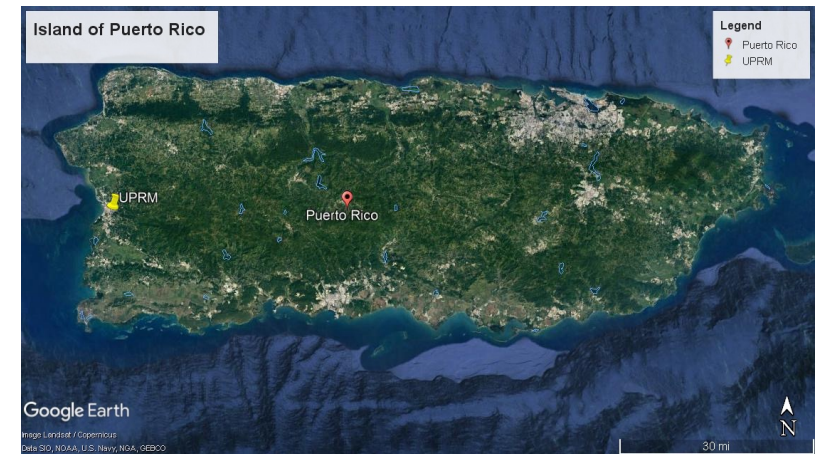 Island of Puerto Rico
Legend
Puerto Rico
UPRM
UPRM
Puerto Rico
Google Earth
Image Landsat / Copernicus
Data SIO, NOAA, U.S. Navy, NGA, GEBCO
N
30 mi